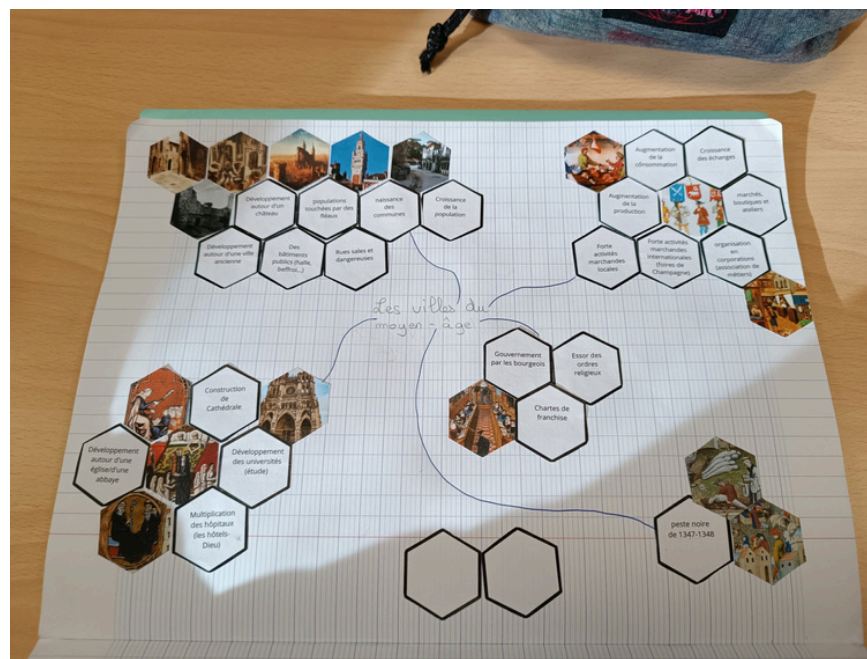 Développement
autour d'un
château
populations
touchées par des
fléaux
naissance
des
communes
Croissance
de la
population
Développement
autour d'une ville
ancienne
Des
bâtiments
publics (halle,
beffroi...)
Rues sales et
dangereuses
Augmentation
de la
consommation
Croissance
des échanges
Augmentation
de la
production
marchés,
boutiques et
ateliers
Forte
activités
marchandes
locales
Forte activités
marchandes
internationales
(foires de
Champagne)
organisation
en
corporations
(association de
métiers)
Les villes du
moyen-âge
Gouvernement
par les bourgeois
Essor des
ordres
religieux
Chartes de
franchise
Construction
de
Cathédrale
Développement
autour d'une
église/d'une
abbaye
Développement
des universités
(étude)
Multiplication
des hôpitaux
(les hôtels-
Dieu)
peste noire
de 1347-1348